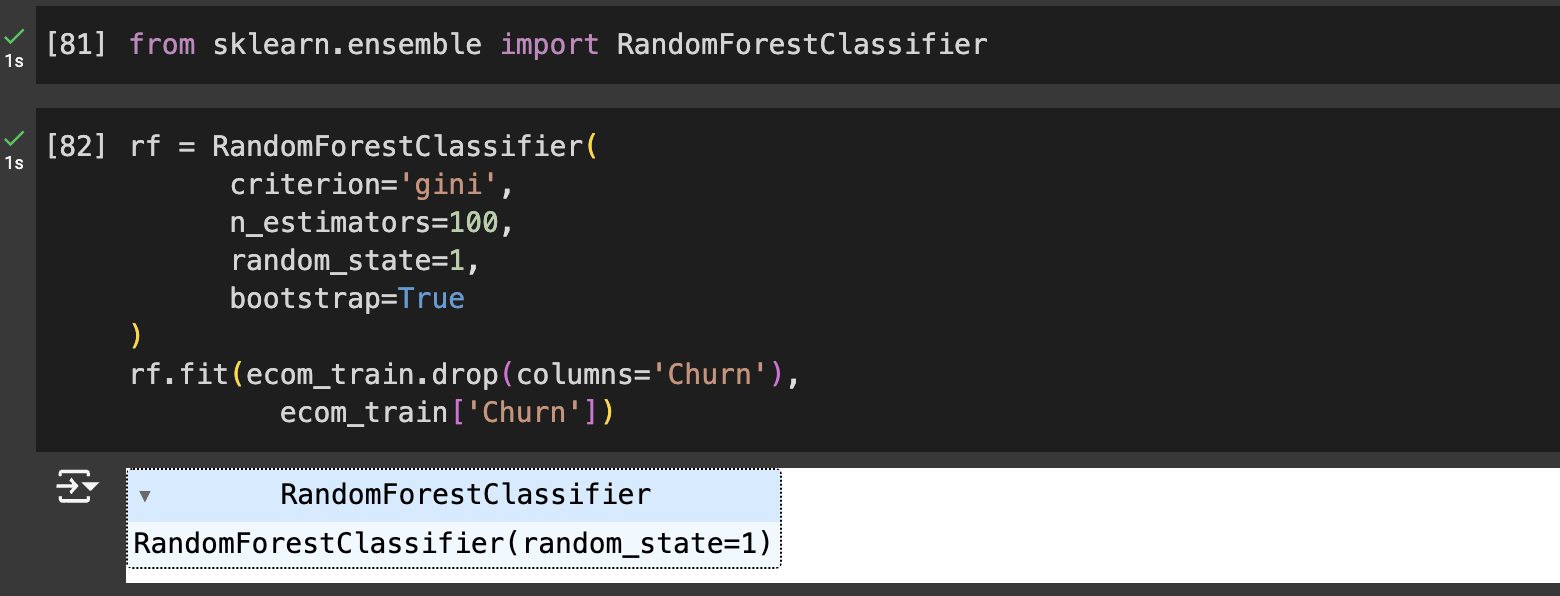 1s
[81] from sklearn.ensemble import RandomForestClassifier
1s
[82] rf = RandomForestClassifier(
criterion='gini',
n_estimators=100,
random_state=1,
bootstrap=True
)
rf.fit(ecom_train.drop(columns='Churn'),
ecom_train['Churn'])
RandomForestClassifier
RandomForestClassifier(random_state=1)